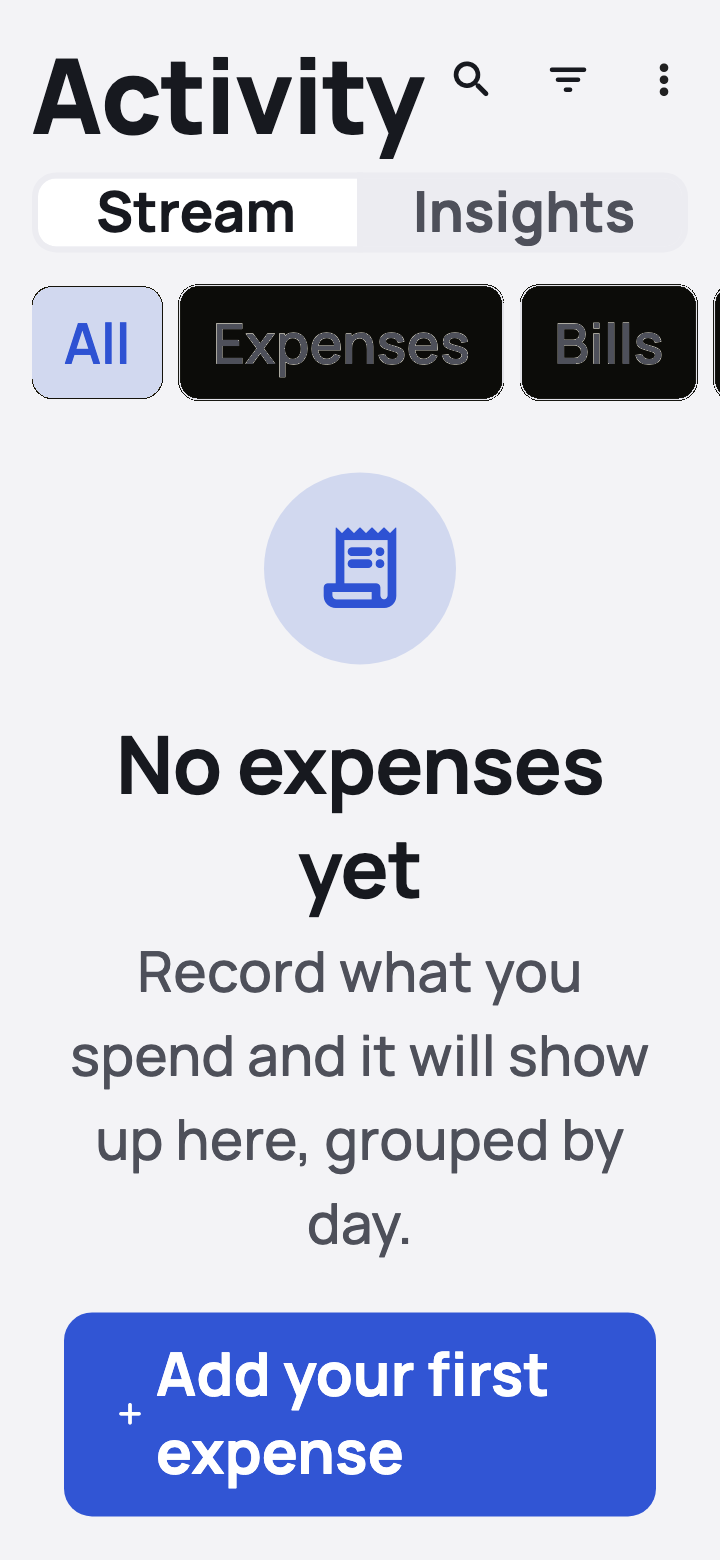 Activity
Stream Insights
All Expenses Bills
No expenses
yet
Record what you
spend and it will show
up here, grouped by
day.
+ Add your first
expense